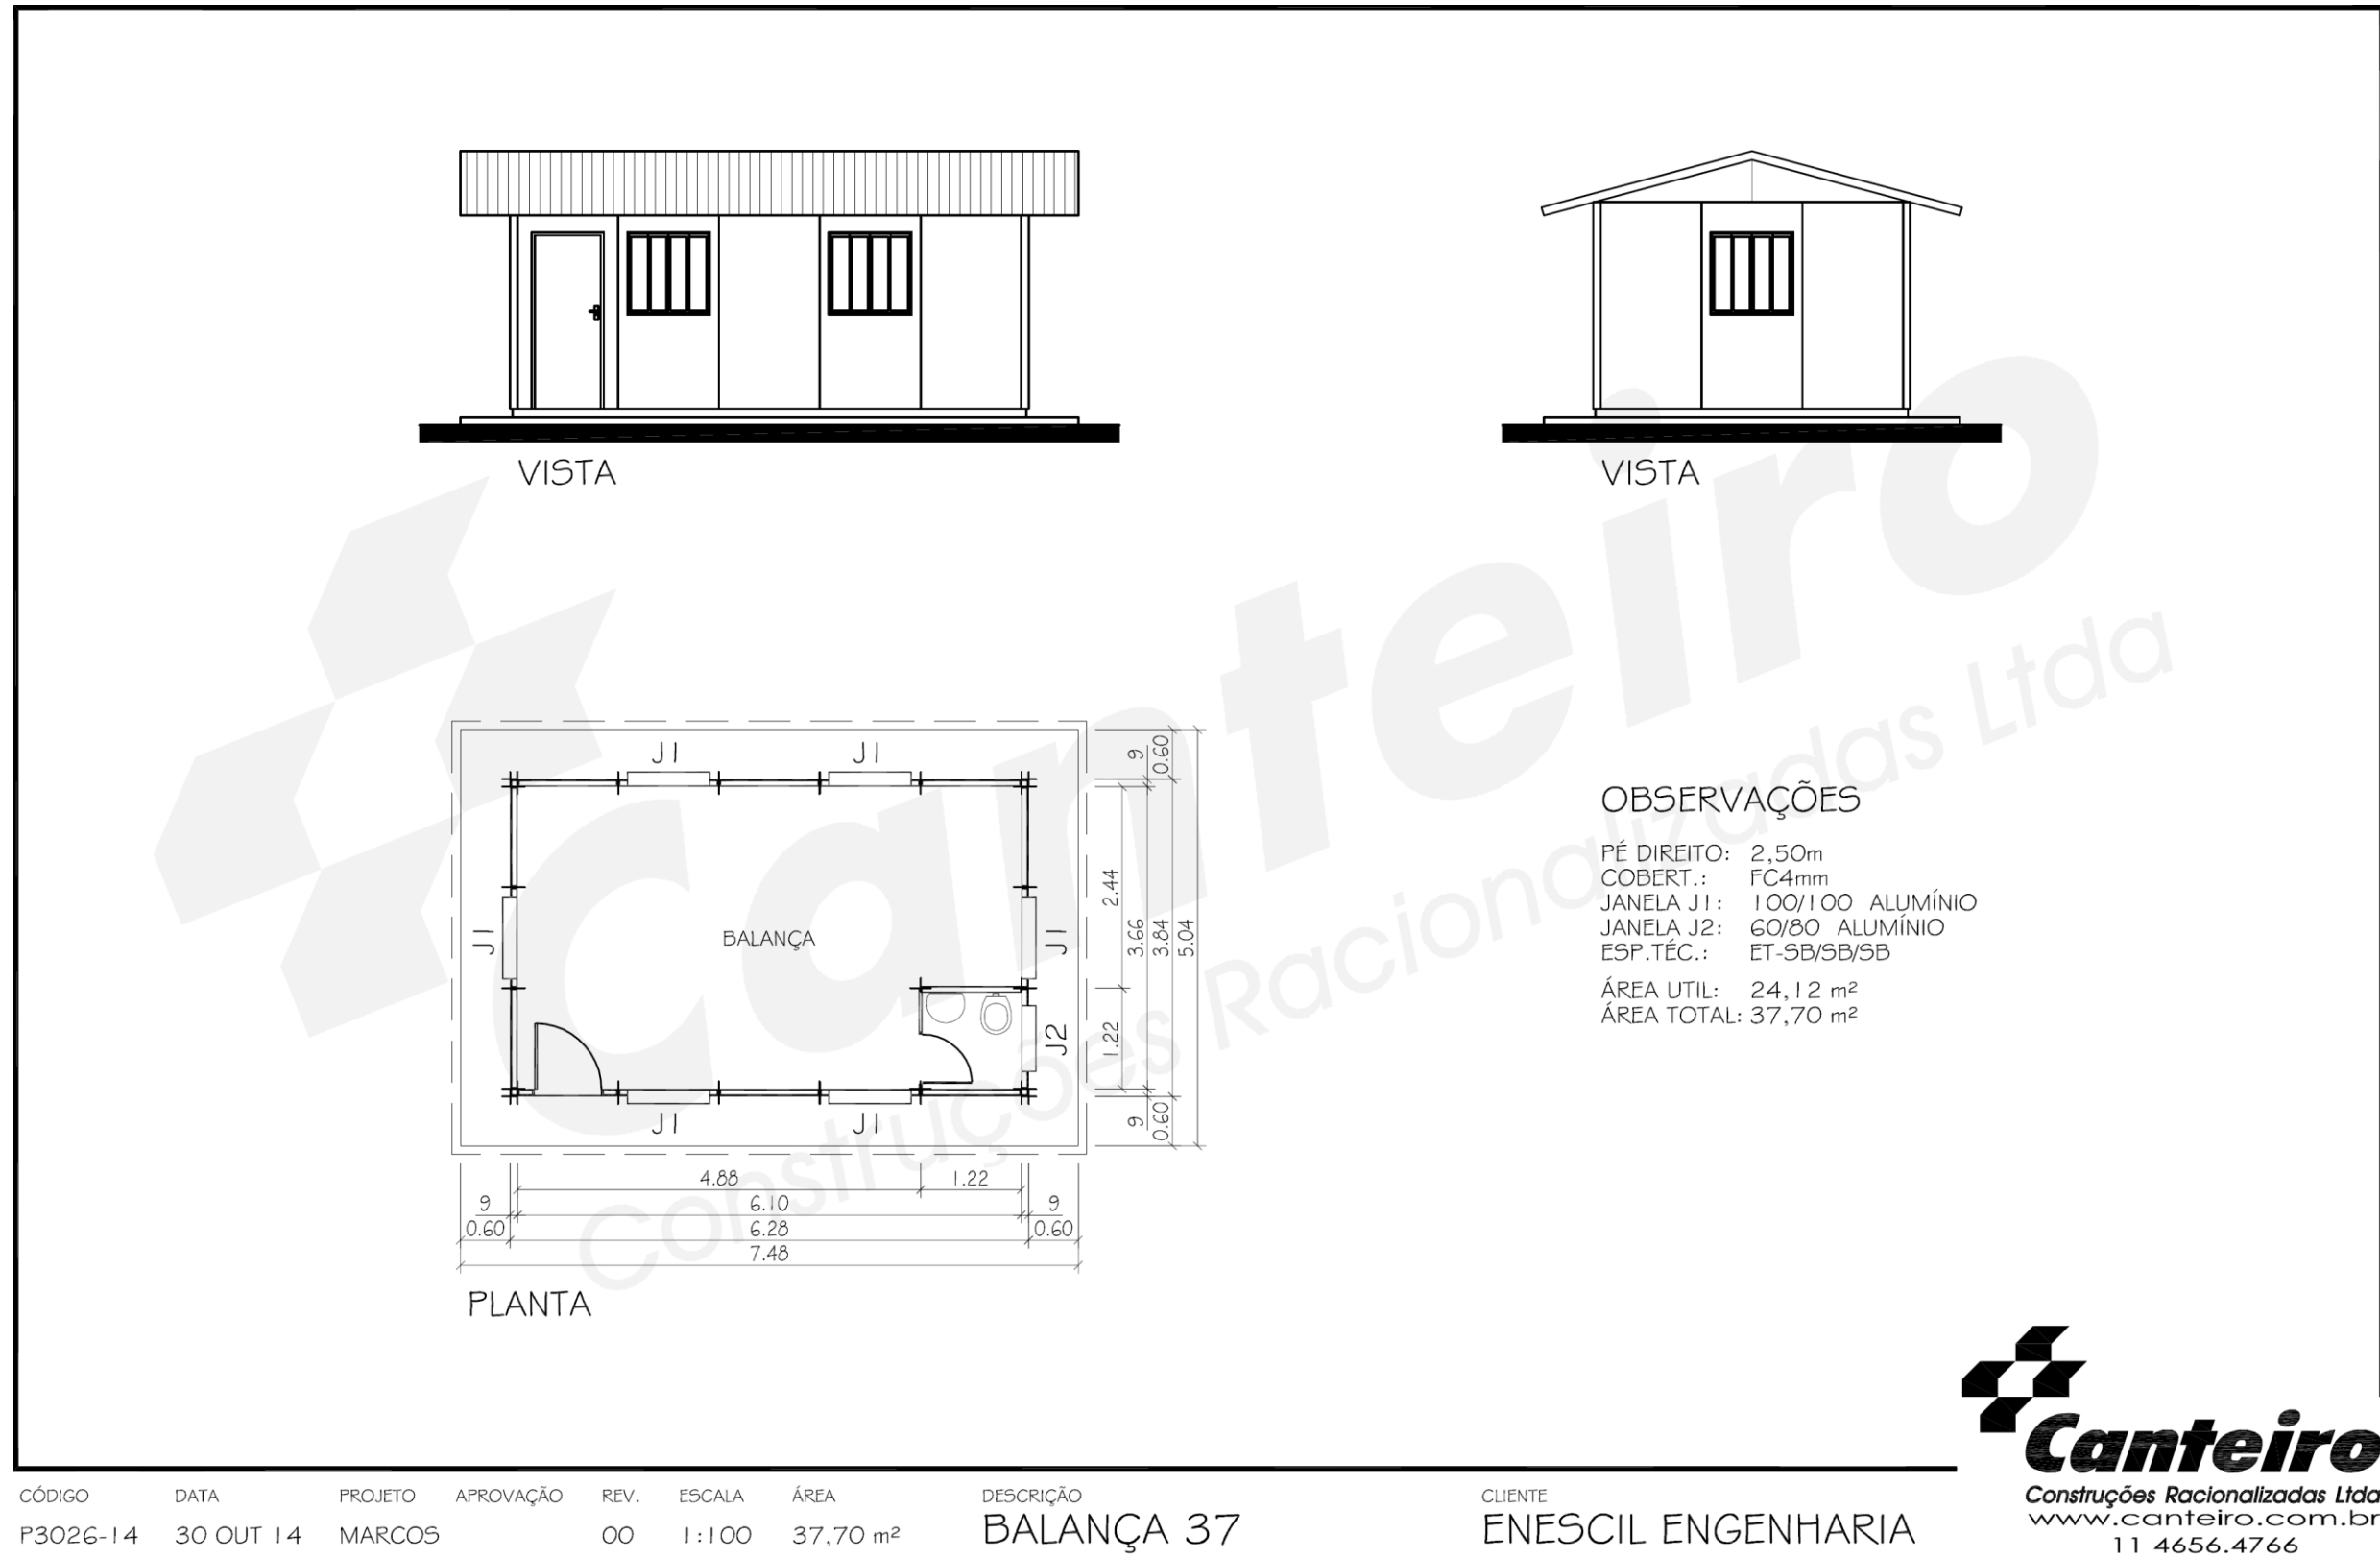 VISTA
VISTA
Canteiro
Construções Racionalizadas Ltda
J1 J1
J1
BALANÇA
J1
J2
J1 J1
9
0.60
2.44
3.66
3.84
5.04
1.22
9
0.60
4.88 1.22
9 6.10 9
0.60 6.28 0.60
7.48
PLANTA
OBSERVAÇÕES
PÉ DIREITO: 2,50m
COBERT.: FC4mm
JANELA J1: 100/100 ALUMÍNIO
JANELA J2: 60/80 ALUMÍNIO
ESP.TÉC.: ET-SB/SB/SB
ÁREA UTIL: 24,12 m²
ÁREA TOTAL: 37,70 m²
Canteiro
Construções Racionalizadas Ltda
www.canteiro.com.br
11 4656.4766
CÓDIGO DATA PROJETO APROVAÇÃO REV. ESCALA ÁREA DESCRIÇÃO CLIENTE
P3026-14 30 OUT 14 MARCOS 00 1:100 37,70 m² BALANÇA 37 ENESCIL ENGENHARIA